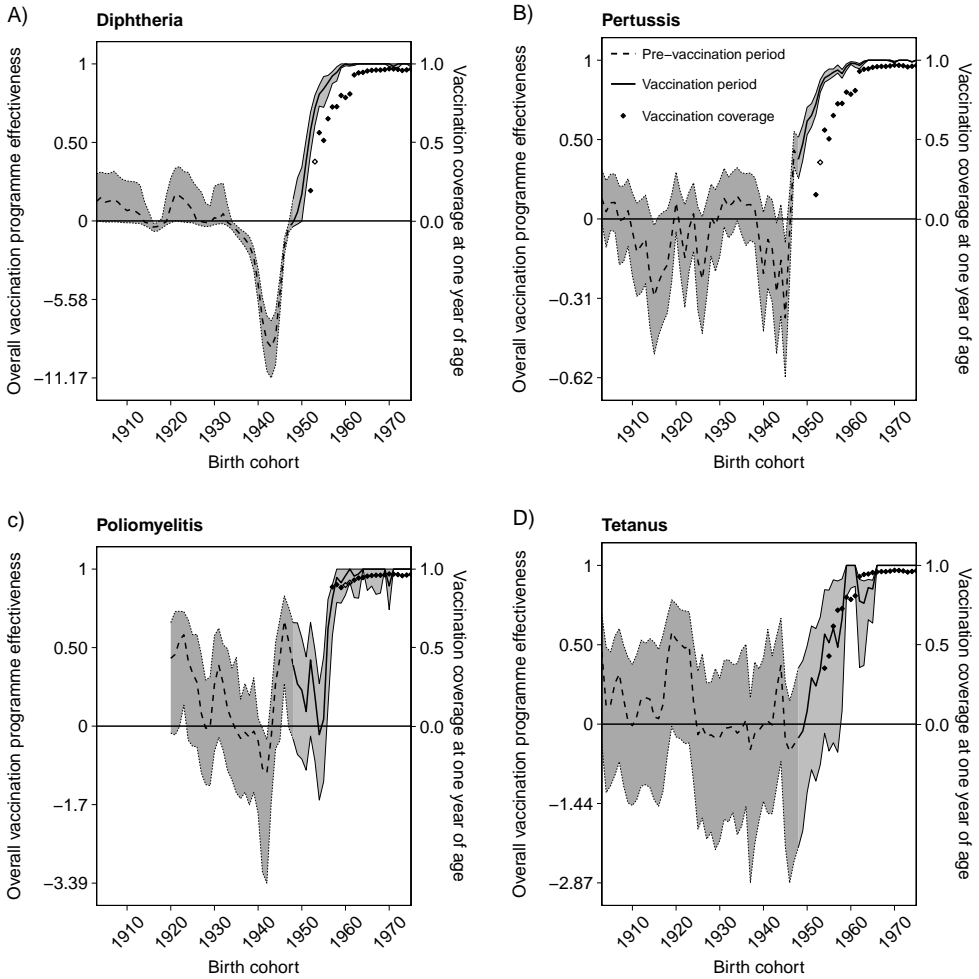 A)
Diphtheria
Overall vaccination programme effectiveness
1
0.50
0
−5.58
−11.17
1.0
0.5
0.0
Vaccination coverage at one year of age
1910 1920 1930 1940 1950 1960 1970
Birth cohort
B)
Pertussis
Overall vaccination programme effectiveness
1
0.50
0
−0.31
−0.62
Pre−vaccination period
Vaccination period
Vaccination coverage
1.0
0.5
0.0
Vaccination coverage at one year of age
1910 1920 1930 1940 1950 1960 1970
Birth cohort
c)
Poliomyelitis
Overall vaccination programme effectiveness
1
0.50
0
−1.7
−3.39
1.0
0.5
0.0
Vaccination coverage at one year of age
1910 1920 1930 1940 1950 1960 1970
Birth cohort
D)
Tetanus
Overall vaccination programme effectiveness
1
0.50
0
−1.44
−2.87
1.0
0.5
0.0
Vaccination coverage at one year of age
1910 1920 1930 1940 1950 1960 1970
Birth cohort